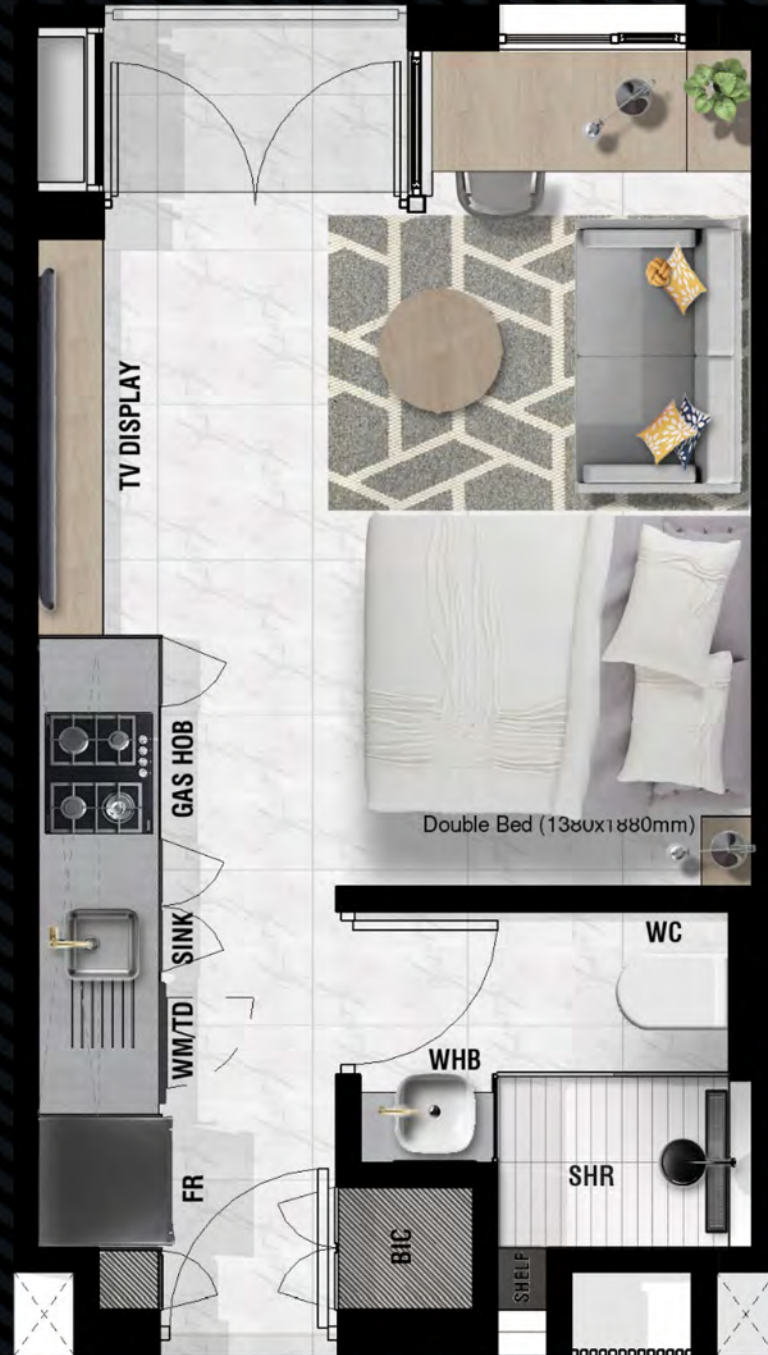 TV DISPLAY
GAS HOB
Double Bed (1380x1880mm)
SINK
WC
WM/TD
WHB
FR
SHR
BIC
SHELF